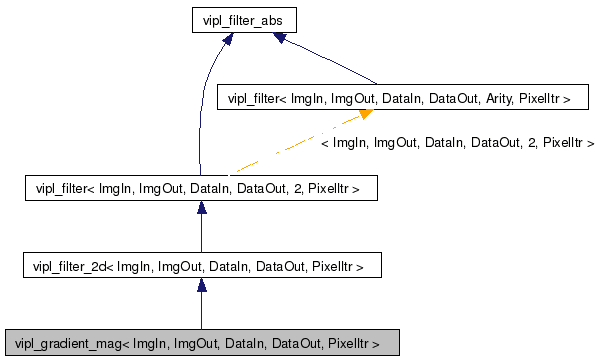 vipl_filter_abs
vipl_filter< ImgIn, ImgOut, DataIn, DataOut, Arity, PixelItr >
< ImgIn, ImgOut, DataIn, DataOut, 2, PixelItr >
vipl_filter< ImgIn, ImgOut, DataIn, DataOut, 2, PixelItr >
vipl_filter_2d< ImgIn, ImgOut, DataIn, DataOut, PixelItr >
vipl_gradient_mag< ImgIn, ImgOut, DataIn, DataOut, PixelItr >